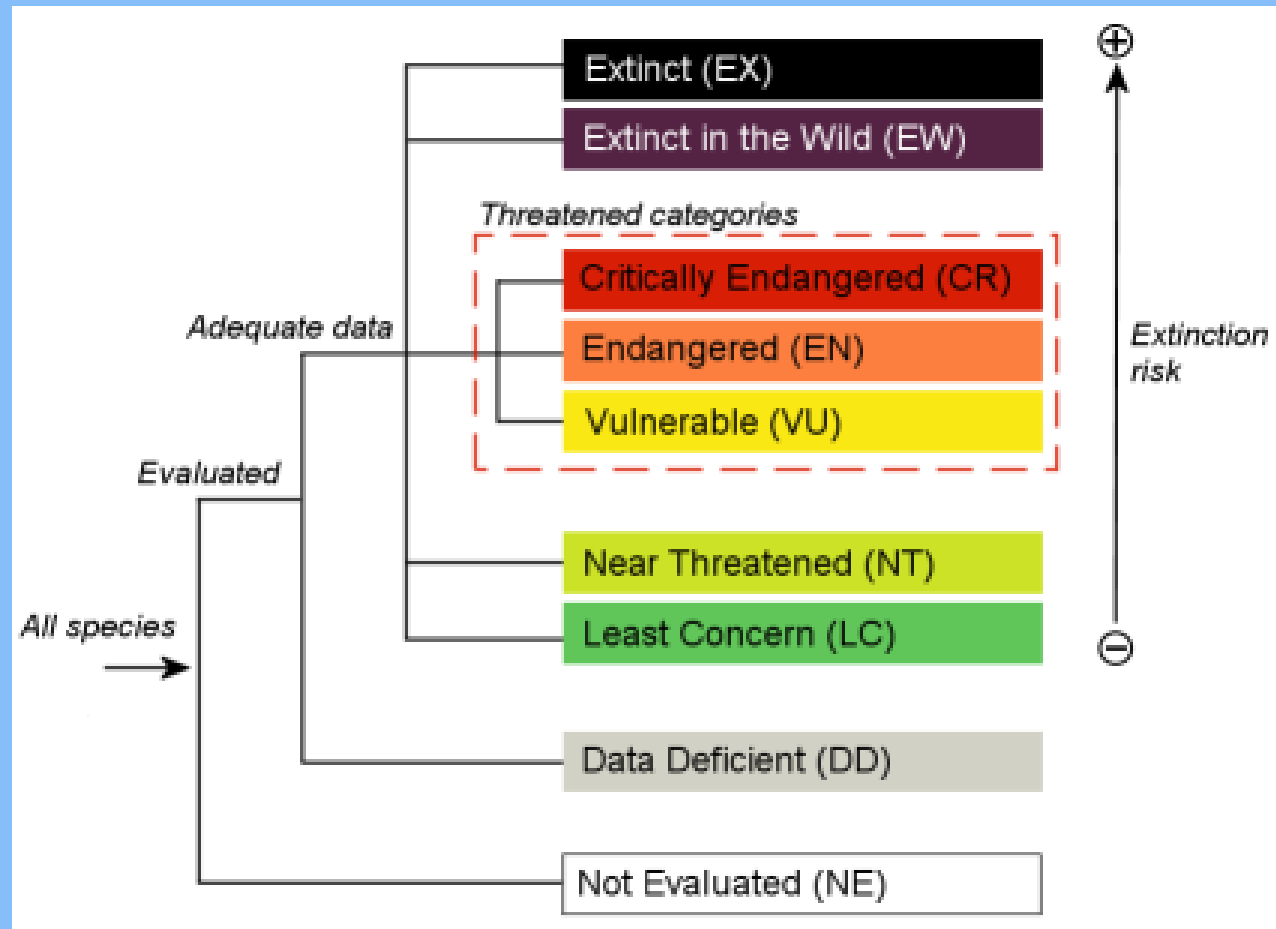 Extinct (EX)
Extinct in the Wild (EW)
Threatened categories
Critically Endangered (CR)
Adequate data
Endangered (EN)
Extinction
risk
Vulnerable (VU)
Evaluated
Near Threatened (NT)
All species
Least Concern (LC)
Data Deficient (DD)
Not Evaluated (NE)